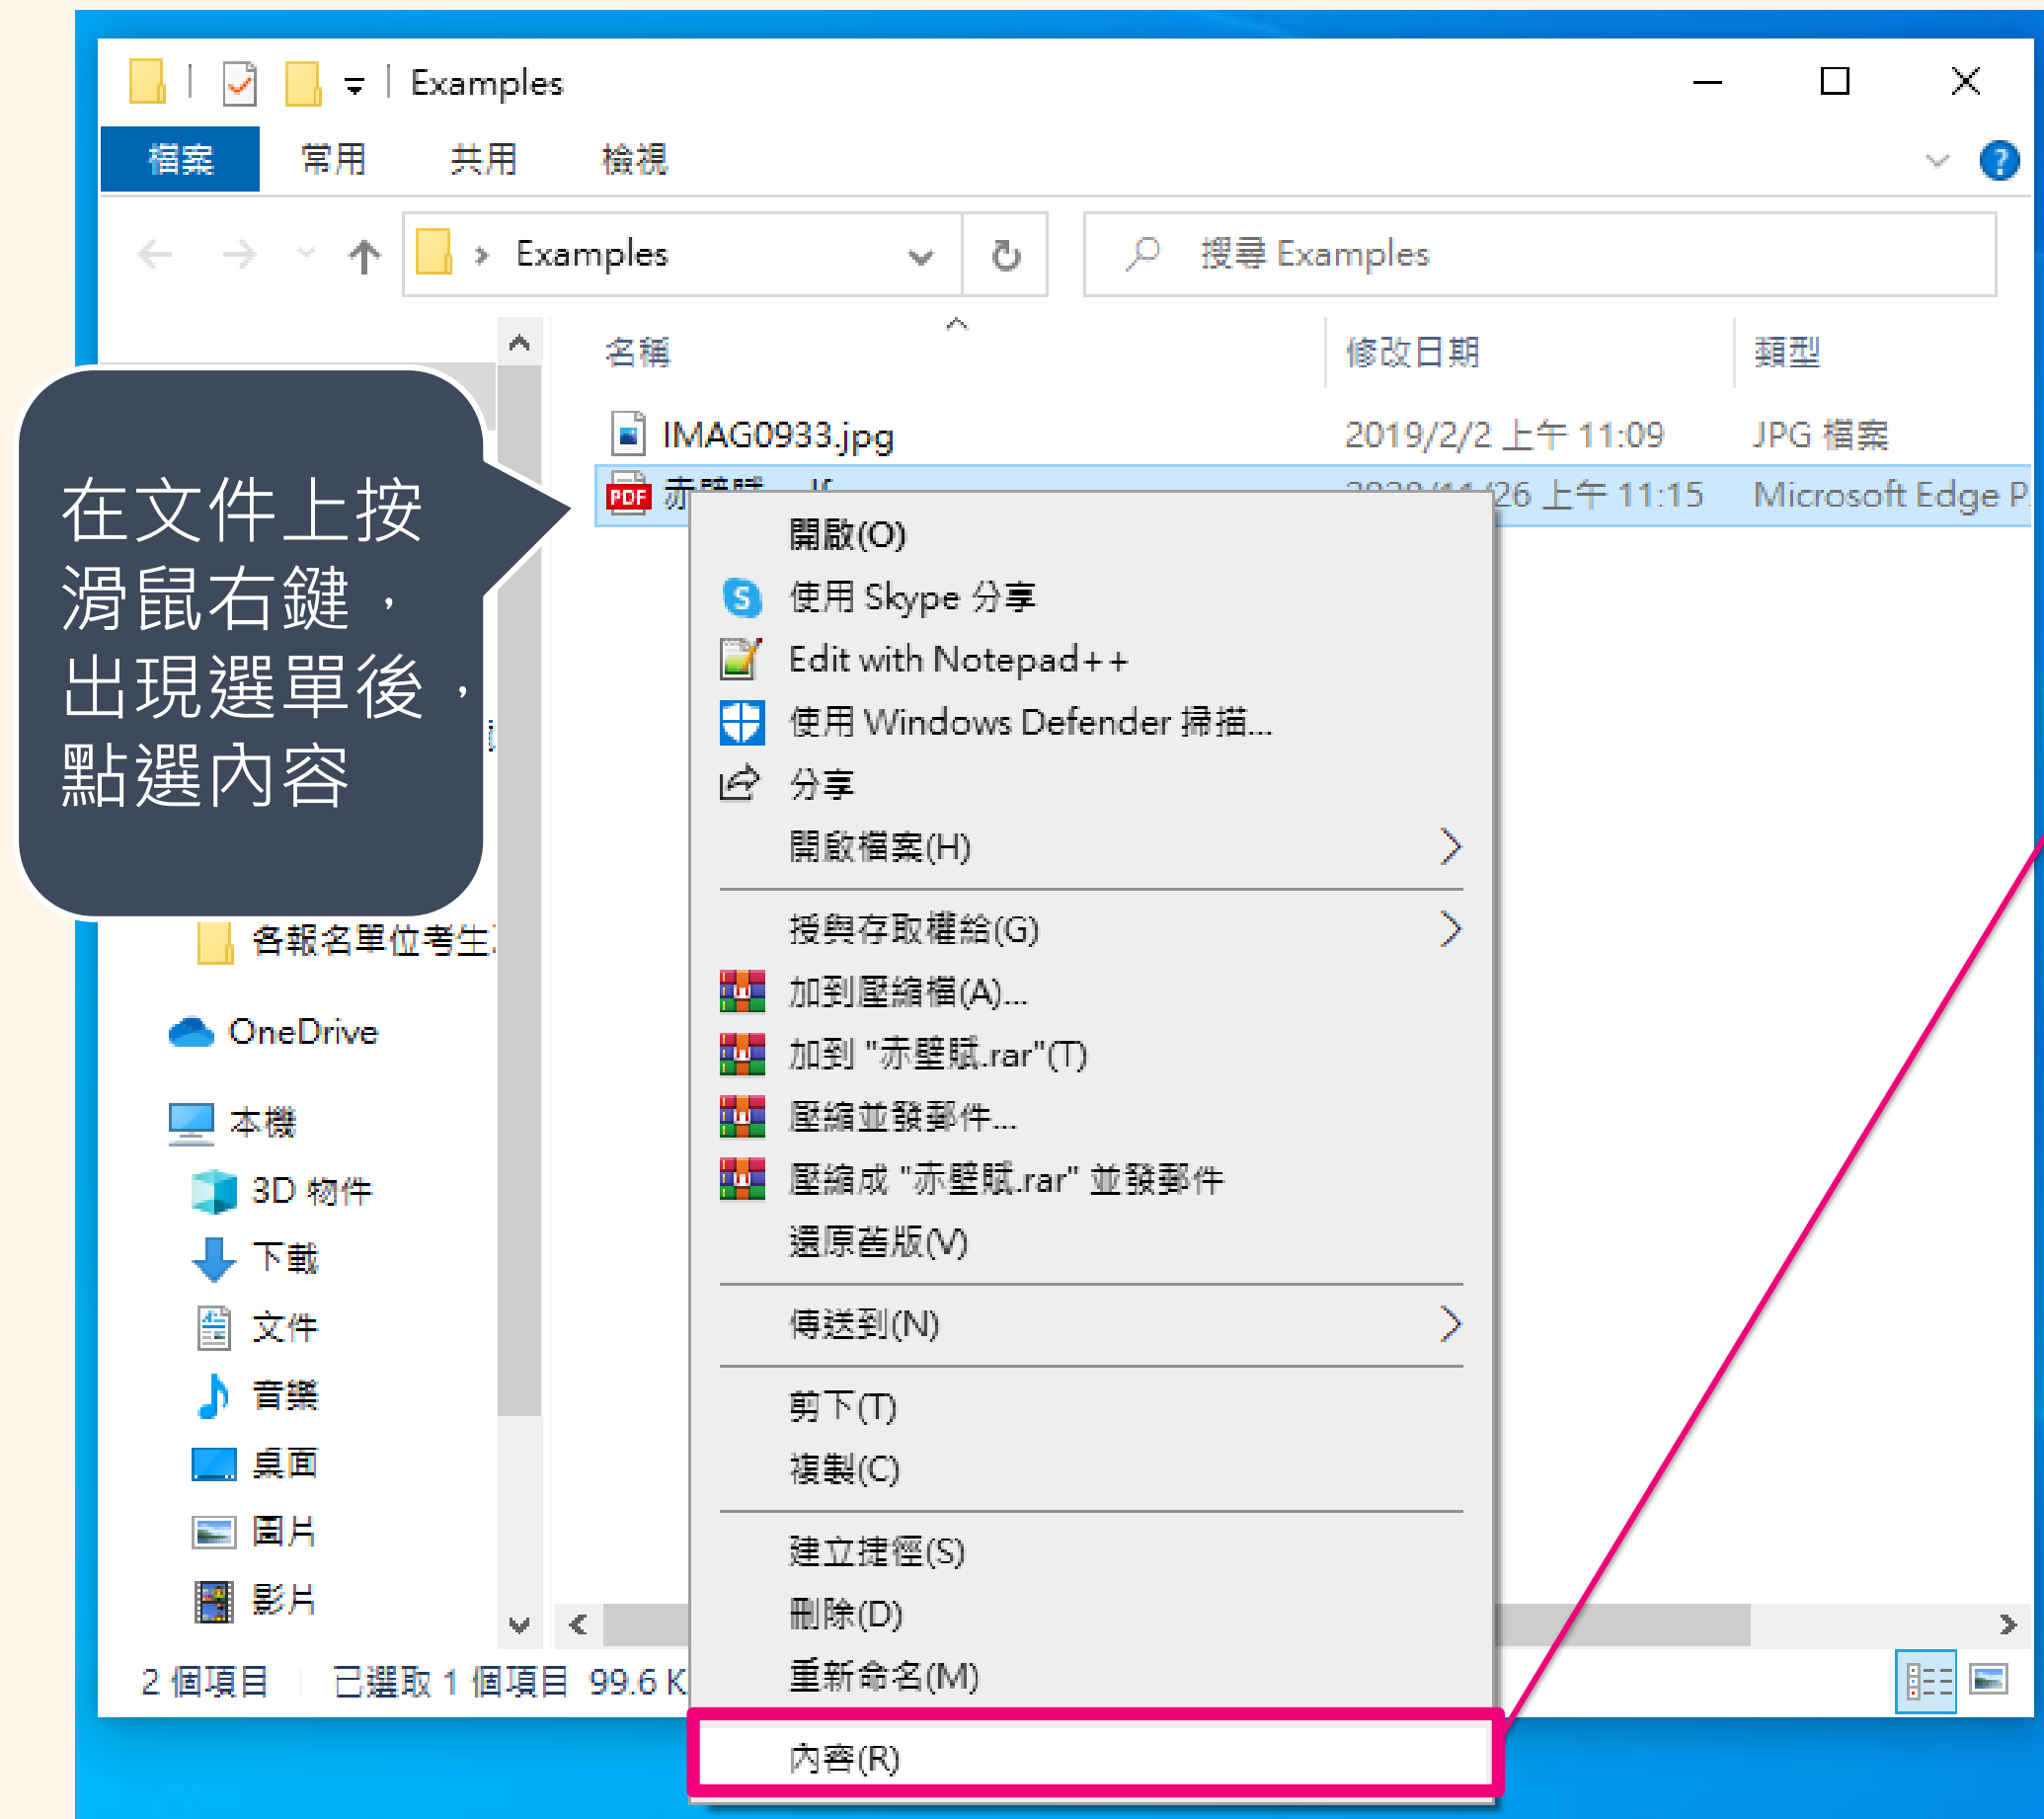 Examples
檔案 常用 共用 檢視
Examples
搜尋 Examples
名稱 修改日期 類型
IMAG0933.jpg 2019/2/2 上午 11:09 JPG 檔案
PDF 26 上午 11:15 Microsoft Edge P
在文件上按
滑鼠右鍵，
出現選單後，
點選內容
各報名單位考生
OneDrive
本機
3D 物件
下載
文件
音樂
桌面
圖片
影片
2 個項目 已選取 1 個項目 99.6 K
開啟(O)
使用 Skype 分享
Edit with Notepad++
使用 Windows Defender 掃描...
分享
開啟檔案(H)
授與存取權給(G)
加到壓縮檔(A)...
加到 "赤壁賦.rar"(T)
壓縮並發郵件...
壓縮成 "赤壁賦.rar" 並發郵件
還原舊版(V)
傳送到(N)
剪下(T)
複製(C)
建立捷徑(S)
刪除(D)
重新命名(M)
內容(R)